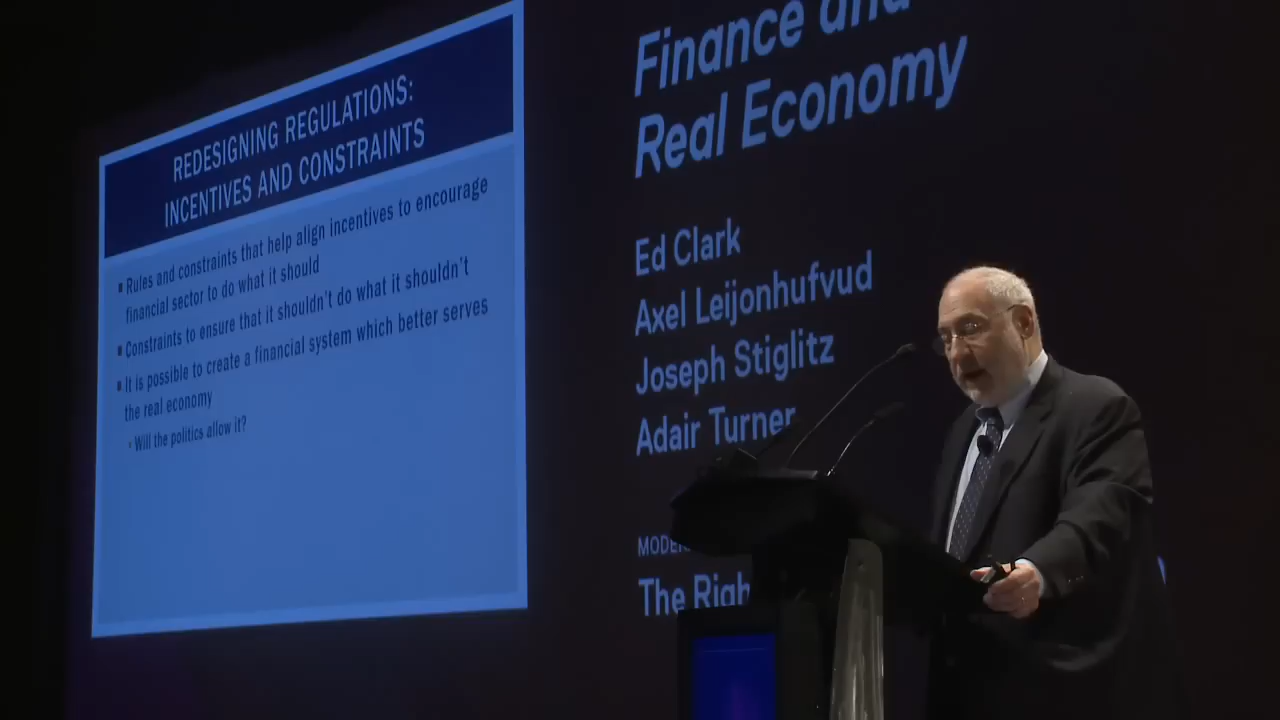 REDESIGNING REGULATIONS:
INCENTIVES AND CONSTRAINTS
▪ Rules and constraints that help align incentives to encourage
financial sector to do what it should
▪ Constraints to ensure that it shouldn't do what it shouldn't
▪ It is possible to create a financial system which better serves
the real economy
▫ Will the politics allow it?
Finance and
Real Economy
Ed Clark
Axel Leijonhufvud
Joseph Stiglitz
Adair Turner
The